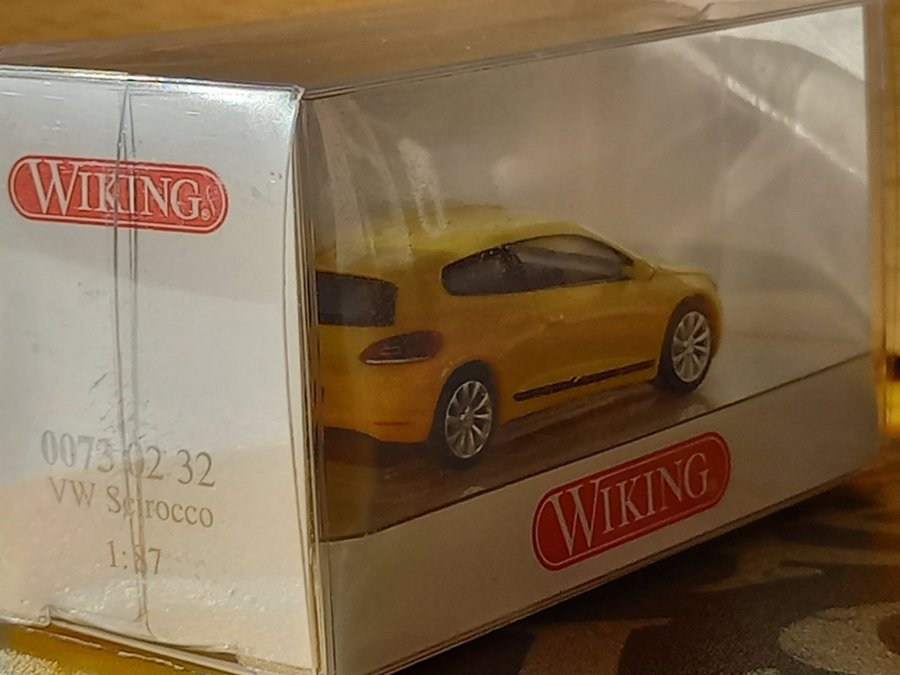 WIKING
0073 02 32
VW Scirocco
1:87
WIKING